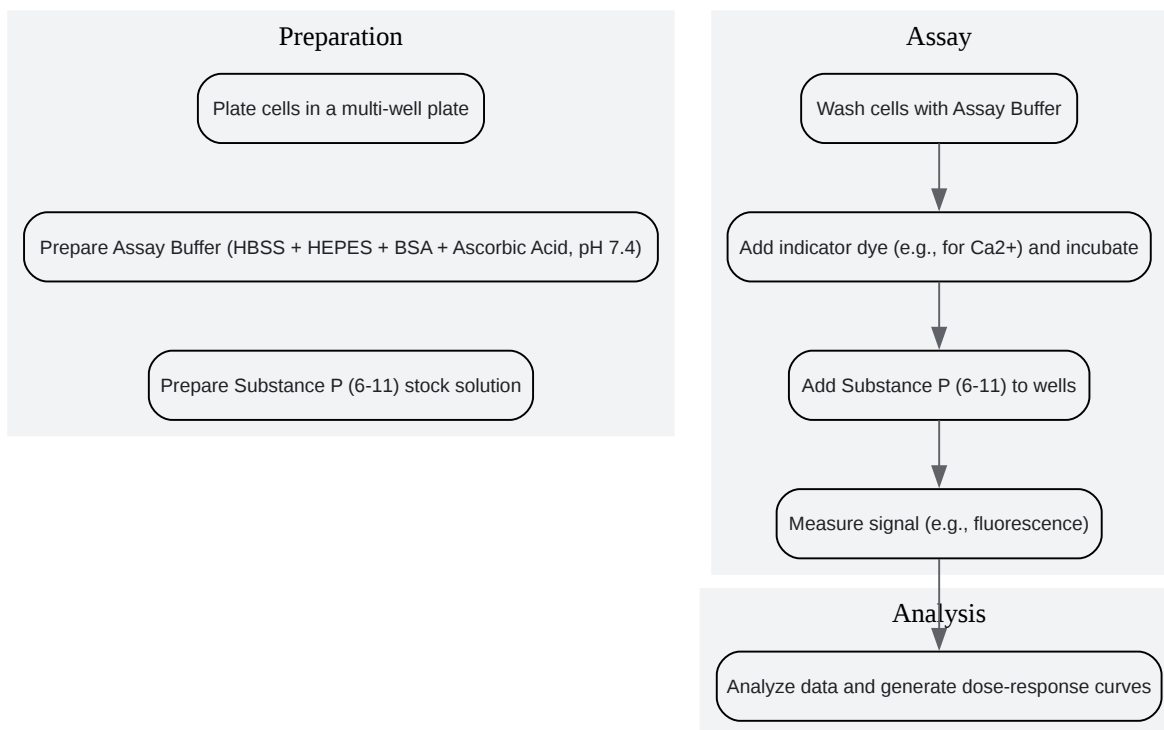 Preparation
Plate cells in a multi-well plate
Prepare Assay Buffer (HBSS + HEPES + BSA + Ascorbic Acid, pH 7.4)
Prepare Substance P (6-11) stock solution
Assay
Wash cells with Assay Buffer
Add indicator dye (e.g., for Ca2+) and incubate
Add Substance P (6-11) to wells
Measure signal (e.g., fluorescence)
Analysis
Analyze data and generate dose-response curves